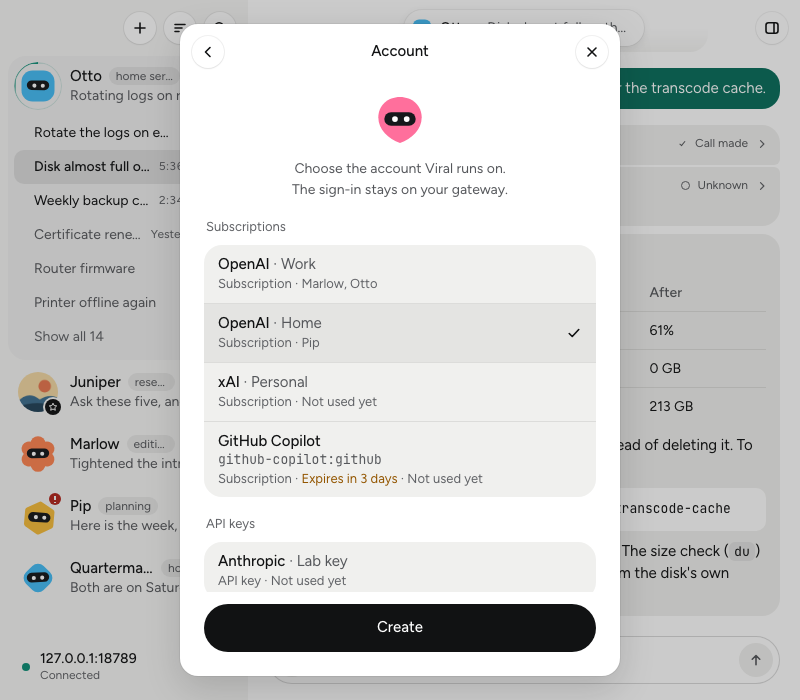 Otto home ser...
Rotating logs on
Rotate the logs on e...
Disk almost full o... 5:3
Weekly backup c... 2:3
Certificate rene... Yeste
Router firmware
Printer offline again
Show all 14
Juniper rese...
Ask these five, an
Marlow editi...
Tightened the int
Pip planning
Here is the week,
Quarterma...
Both are on Satur
127.0.0.1:18789
Connected
Account
Choose the account Viral runs on.
The sign-in stays on your gateway.
Subscriptions
OpenAI · Work
Subscription · Marlow, Otto
OpenAI · Home
Subscription · Pip
xAI · Personal
Subscription · Not used yet
GitHub Copilot
github-copilot:github
Subscription · Expires in 3 days · Not used yet
API keys
Anthropic · Lab key
API key · Not used yet
Create
the transcode cache.
Call made
Unknown
After
61%
0 GB
213 GB
ead of deleting it. To
transcode-cache
The size check ( du )
m the disk's own